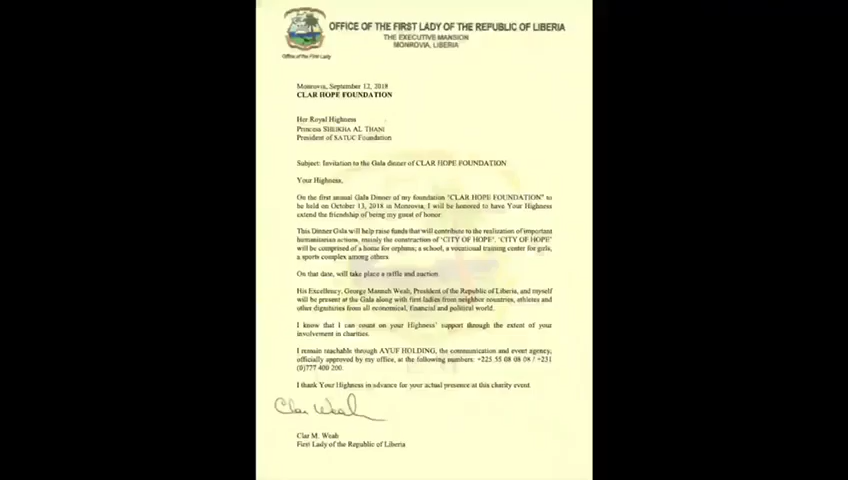 OFFICE OF THE FIRST LADY OF THE REPUBLIC OF LIBERIA
THE EXECUTIVE MANSION
MONROVIA, LIBERIA
Office of the First Lady
Monrovia, September 12, 2018
CLAR HOPE FOUNDATION
Her Royal Highness
Princess SHEIKHA AL THANI
President of SATUC Foundation
Subject: Invitation to the Gala dinner of CLAR HOPE FOUNDATION
Your Highness,
On the first annual Gala Dinner of my foundation "CLAR HOPE FOUNDATION" to
be held on October 13, 2018 in Monrovia, I will be honored to have Your Highness
extend the friendship of being my guest of honor
This Dinner Gala will help raise funds that will contribute to the realization of important
humanitarian actions, mainly the construction of 'CITY OF HOPE'. 'CITY OF HOPE'
will be comprised of a home for orphans; a school, a vocational training center for girls,
a sports complex among others.
On that date, will take place a raffle and auction
His Excellency, George Mannah Weah, President of the Republic of Liberia, and myself
will be present at the Gala along with first ladies from neighbor countries, athletes and
other dignitaries from all economical, financial and political world.
I know that I can count on your Highness' support through the extent of your
involvement in charities.
I remain reachable through AYUF HOLDING, the communication and event agency,
officially approved by my office, at the following numbers: +225 55 08 08 08 / +231
(0)777 400 200.
I thank Your Highness in advance for your actual presence at this charity event
Clar Weah
Clar M. Weah
First Lady of the Republic of Liberia